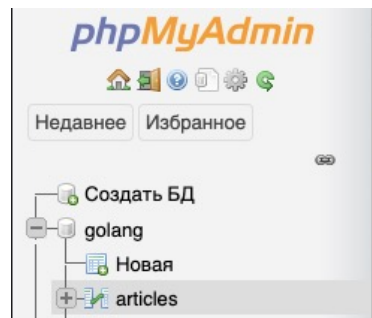 phpMyAdmin
Недавнее Избранное
Создать БД
golang
Новая
articles